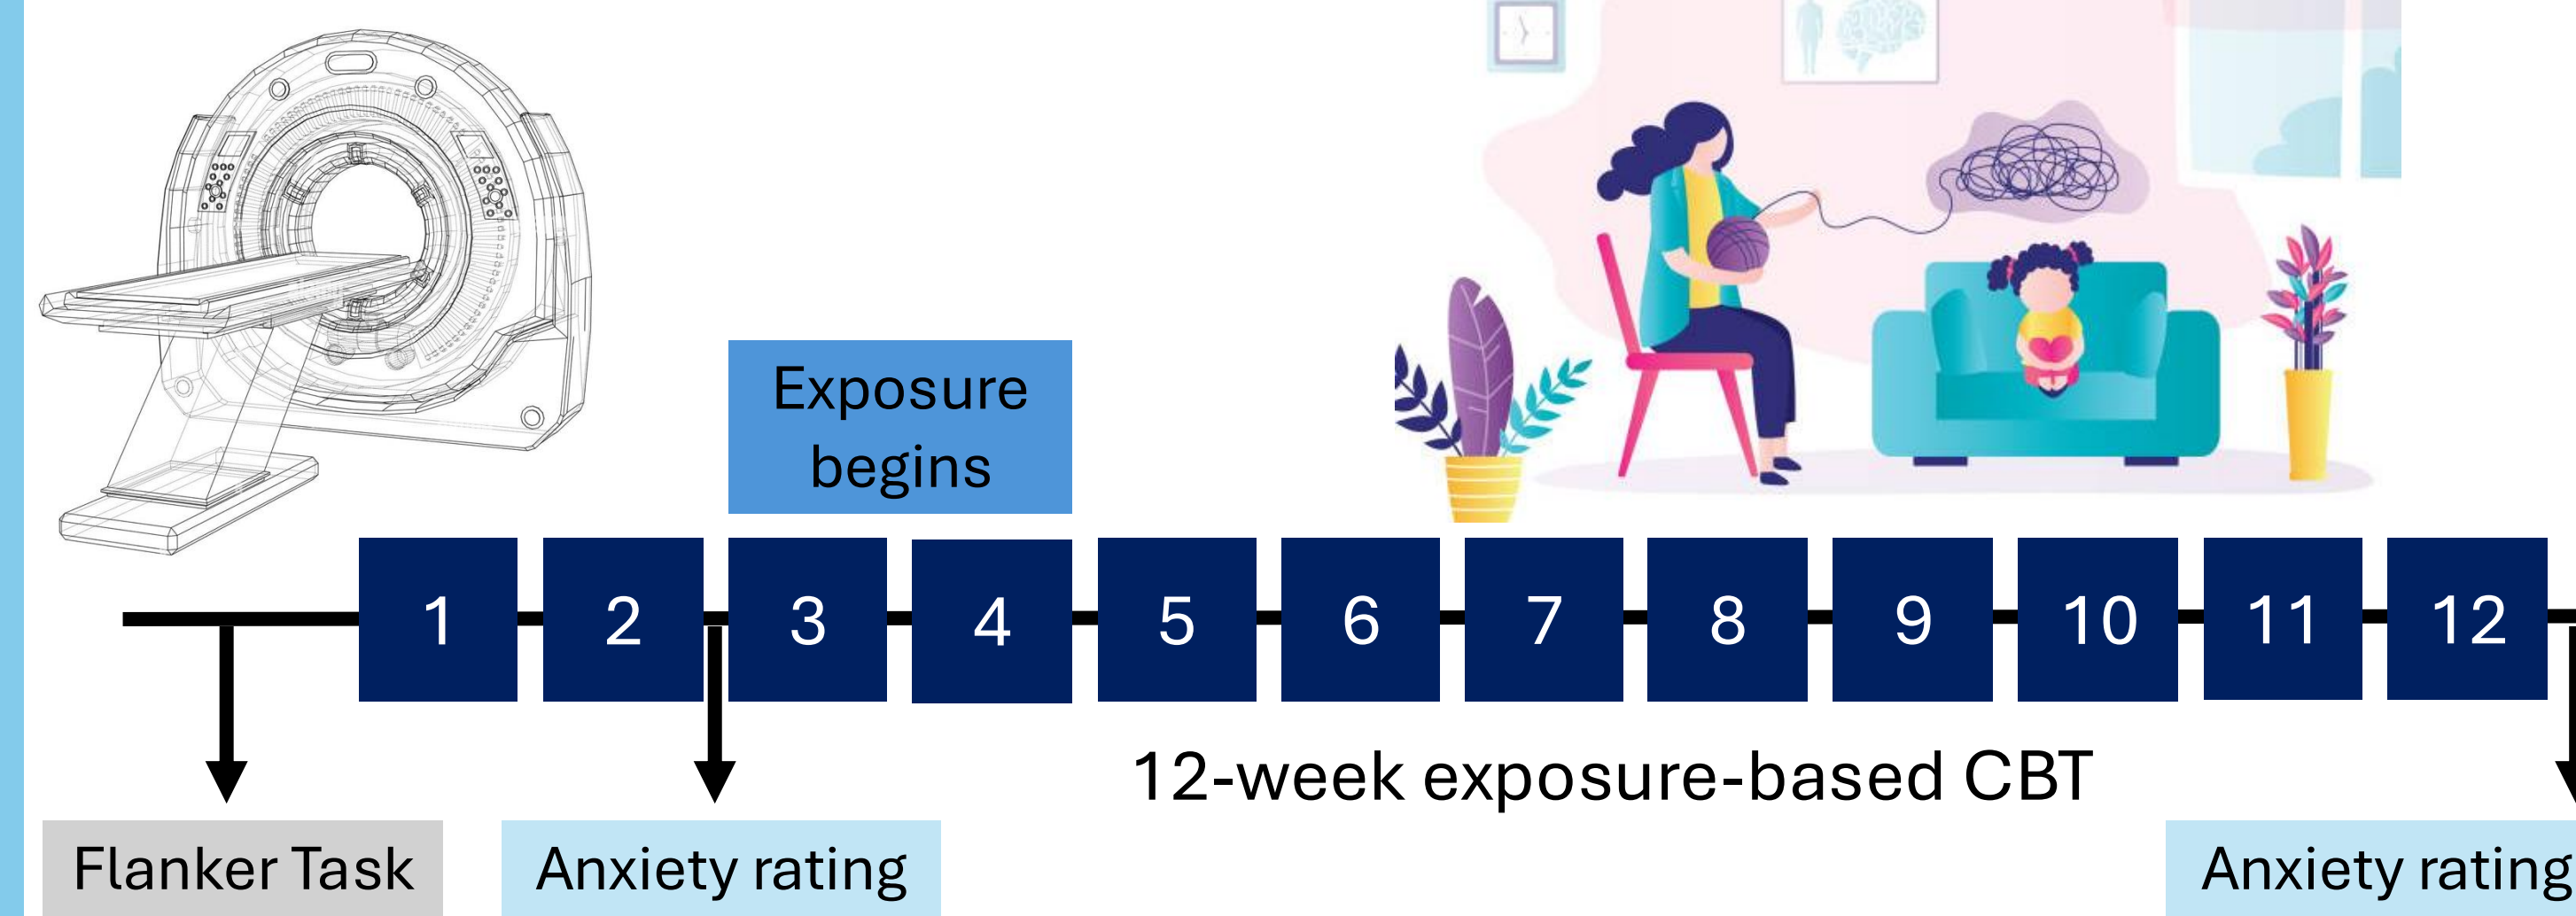 Exposure
begins
1 2 3 4 5 6 7 8 9 10 11 12
12-week exposure-based CBT
Flanker Task
Anxiety rating
Anxiety rating